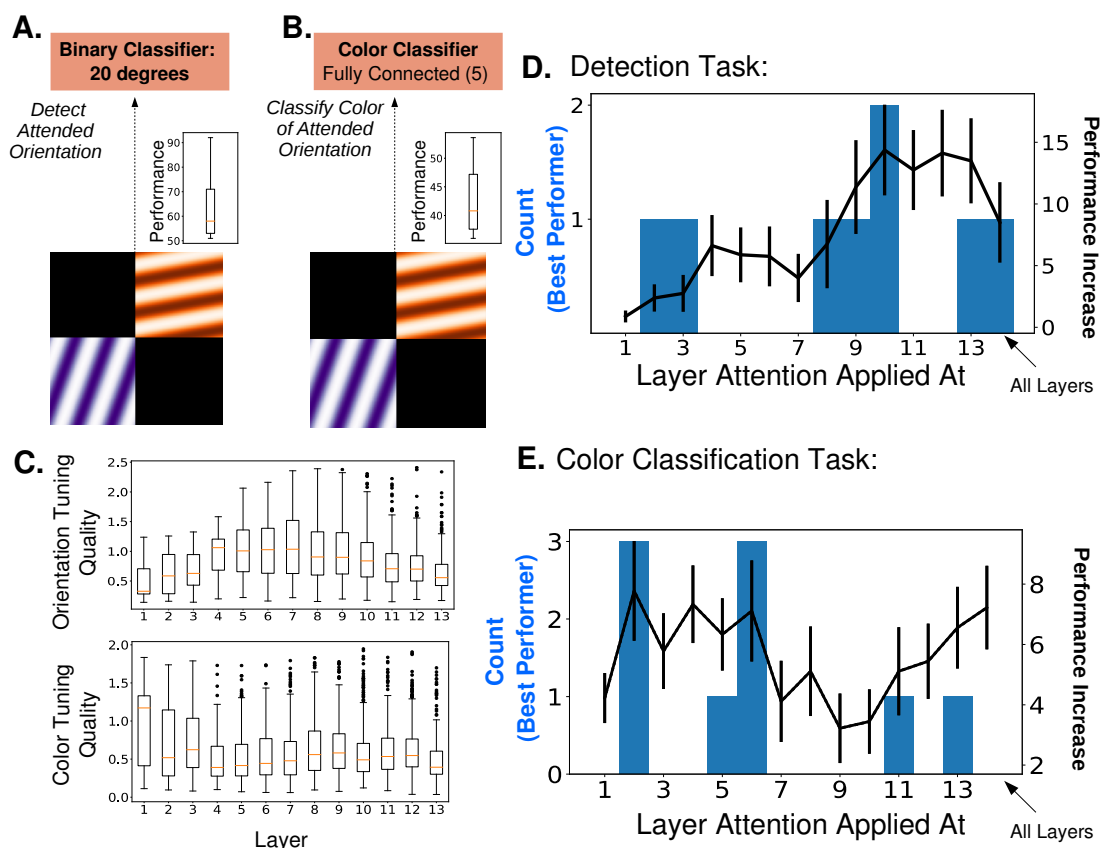 A.
Binary Classifier:
20 degrees
Detect
Attended
Orientation
Performance
90
80
70
60
50
B.
Color Classifier
Fully Connected (5)
Classify Color
of Attended
Orientation
Performance
50
45
40
C.
Orientation Tuning
Quality
2.5
2.0
1.5
1.0
0.5
1 2 3 4 5 6 7 8 9 10 11 12 13
Color Tuning
Quality
2.0
1.5
1.0
0.5
0.0
1 2 3 4 5 6 7 8 9 10 11 12 13
Layer
D. Detection Task:
Count
(Best Performer)
2
1
Performance Increase
15
10
5
0
1 3 5 7 9 11 13
Layer Attention Applied At
All Layers
E. Color Classification Task:
Count
(Best Performer)
3
2
1
0
Performance Increase
8
6
4
2
1 3 5 7 9 11 13
Layer Attention Applied At
All Layers